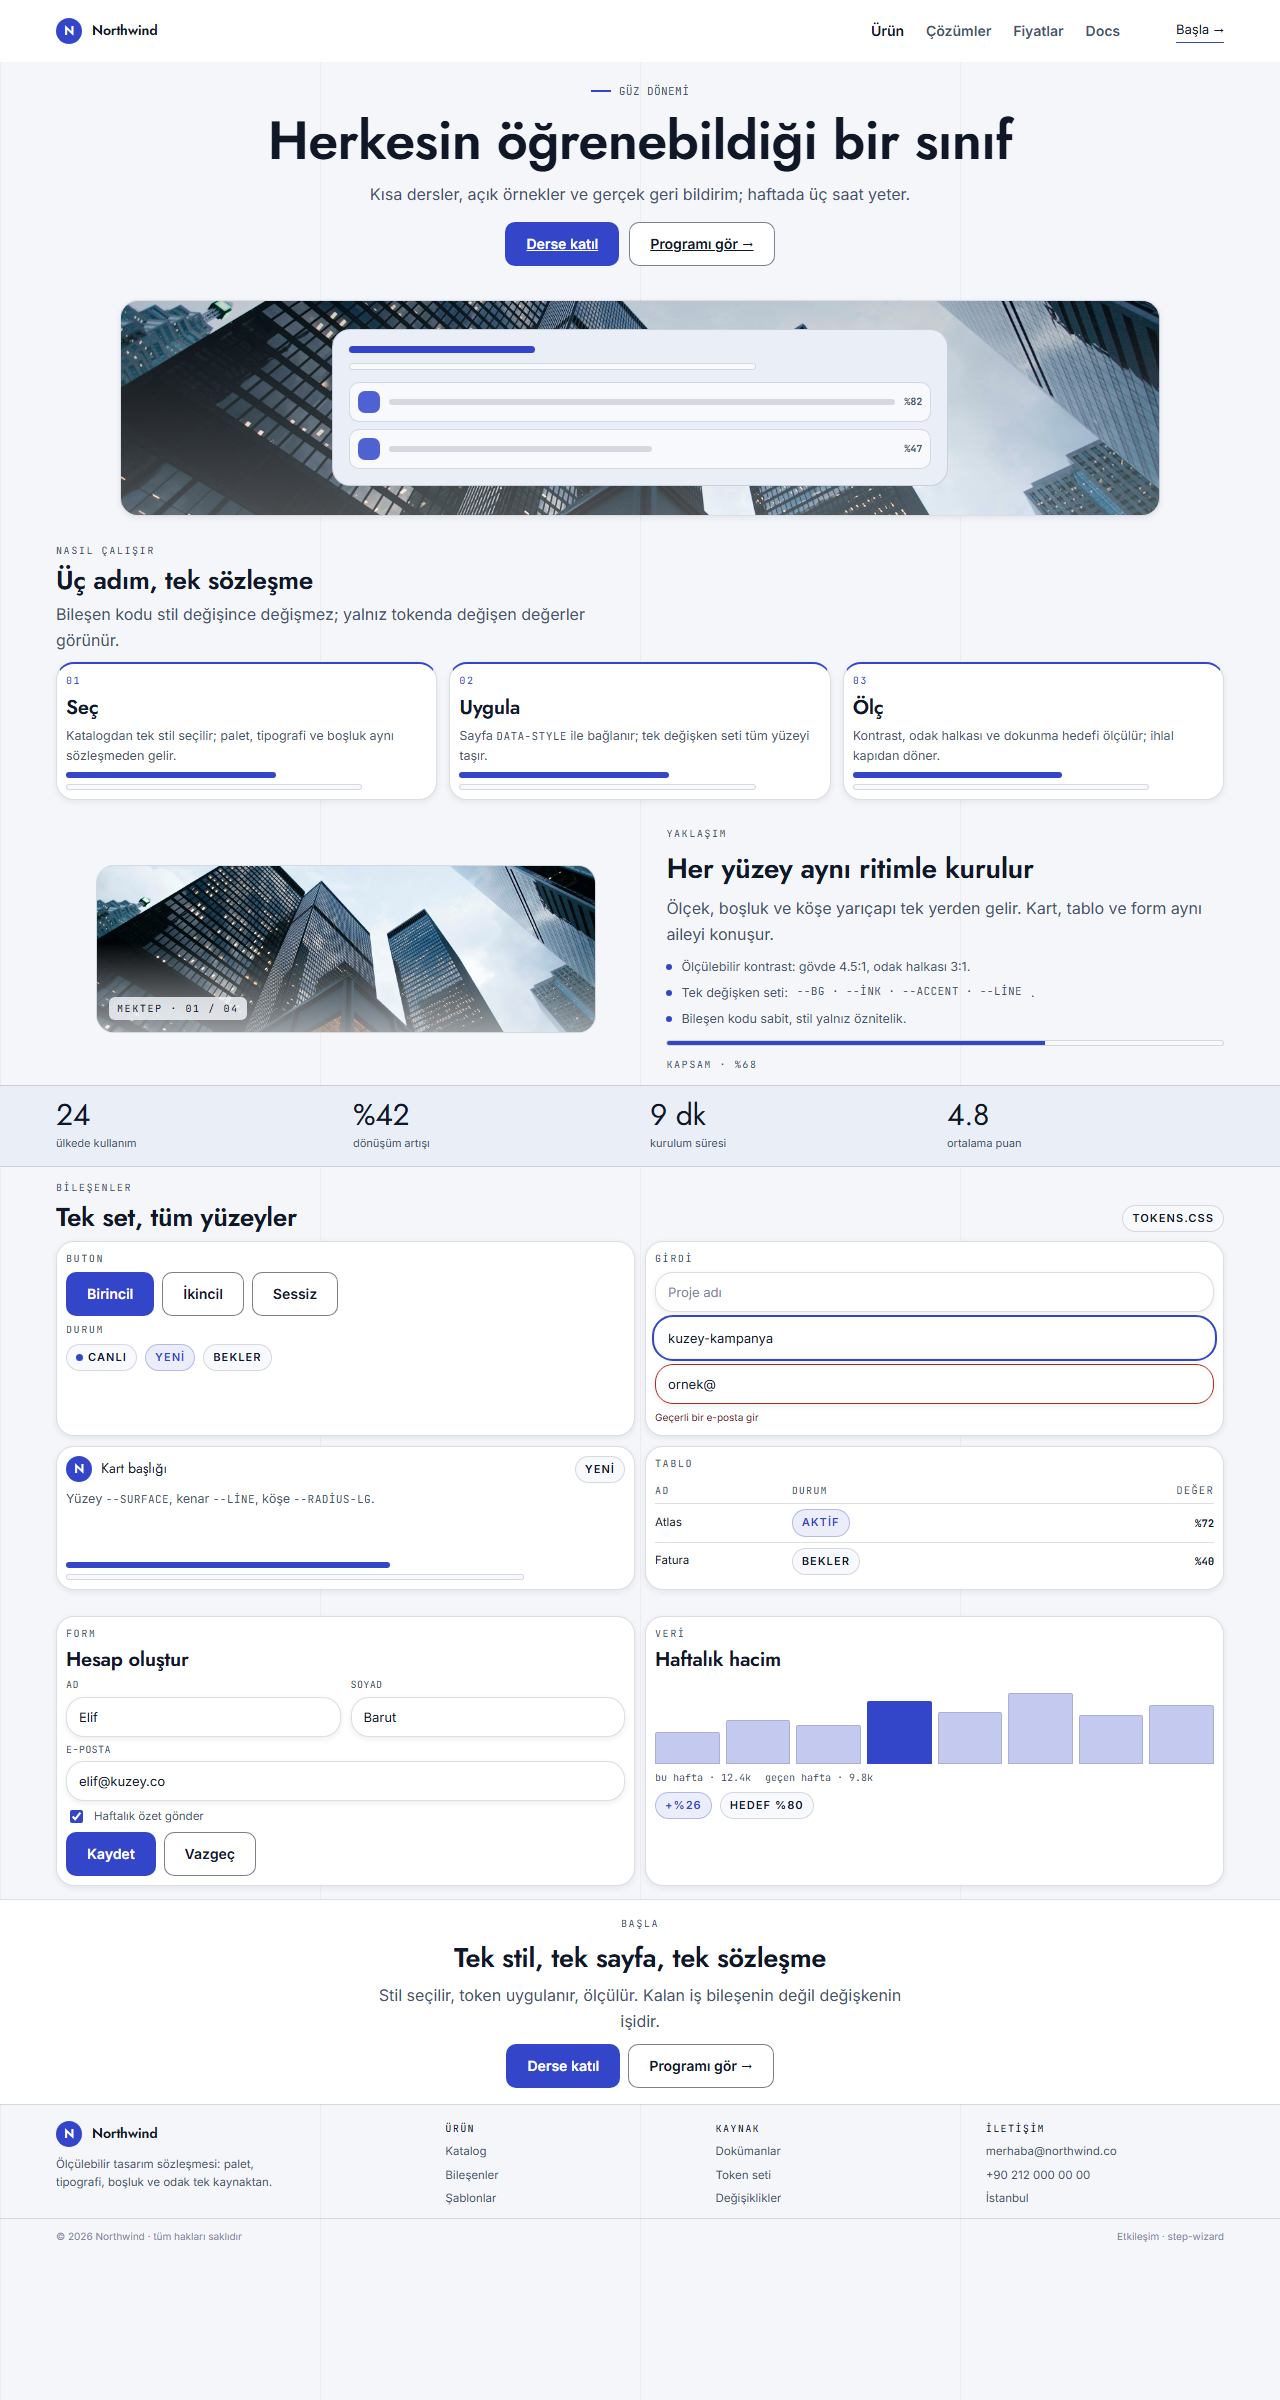 N Northwind
Ürün Çözümler Fiyatlar Docs Başla →
GÜZ DÖNEMİ
Herkesin öğrenebildiği bir sınıf
Kısa dersler, açık örnekler ve gerçek geri bildirim; haftada üç saat yeter.
Derse katıl Programı gör →
%82
%47
NASIL ÇALIŞIR
Üç adım, tek sözleşme
Bileşen kodu stil değişince değişmez; yalnız tokenda değişen değerler
görünür.
01
Seç
Katalogdan tek stil seçilir; palet, tipografi ve boşluk aynı
sözleşmeden gelir.
02
Uygula
Sayfa DATA-STYLE ile bağlanır; tek değişken seti tüm yüzeyi
taşır.
03
Ölç
Kontrast, odak halkası ve dokunma hedefi ölçülür; ihlal
kapıdan döner.
MEKTEP · 01 / 04
YAKLAŞIM
Her yüzey aynı ritimle kurulur
Ölçek, boşluk ve köşe yarıçapı tek yerden gelir. Kart, tablo ve form aynı
aileyi konuşur.
Ölçülebilir kontrast: gövde 4.5:1, odak halkası 3:1.
Tek değişken seti: --BG · --İNK · --ACCENT · --LİNE .
Bileşen kodu sabit, stil yalnız öznitelik.
KAPSAM · %68
24
ülkede kullanım
%42
dönüşüm artışı
9 dk
kurulum süresi
4.8
ortalama puan
BİLEŞENLER
Tek set, tüm yüzeyler
TOKENS.CSS
BUTON
Birincil İkincil Sessiz
DURUM
CANLI YENİ BEKLER
GİRDİ
Proje adı
kuzey-kampanya
ornek@
Geçerli bir e-posta gir
N Kart başlığı YENİ
Yüzey --SURFACE, kenar --LİNE, köşe --RADİUS-LG.
TABLO
AD DURUM DEĞER
Atlas AKTİF %72
Fatura BEKLER %40
FORM
Hesap oluştur
AD SOYAD
Elif Barut
E-POSTA
elif@kuzey.co
Haftalık özet gönder
Kaydet Vazgeç
VERİ
Haftalık hacim
bu hafta · 12.4k geçen hafta · 9.8k
+%26 HEDEF %80
BAŞLA
Tek stil, tek sayfa, tek sözleşme
Stil seçilir, token uygulanır, ölçülür. Kalan iş bileşenin değil değişkenin
işidir.
Derse katıl Programı gör →
N Northwind
Ölçülebilir tasarım sözleşmesi: palet,
tipografi, boşluk ve odak tek kaynaktan.
ÜRÜN
Katalog
Bileşenler
Şablonlar
KAYNAK
Dokümanlar
Token seti
Değişiklikler
İLETİŞİM
merhaba@northwind.co
+90 212 000 00 00
İstanbul
© 2026 Northwind · tüm hakları saklıdır
Etkileşim · step-wizard